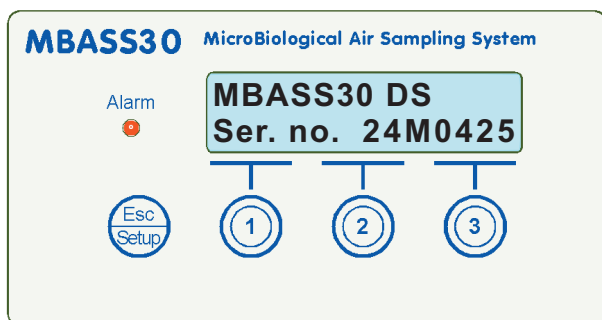 MBASS30 MicroBiological Air Sampling System
Alarm
MBASS30 DS
Ser. no. 24M0425
Esc
Setup
1 2 3